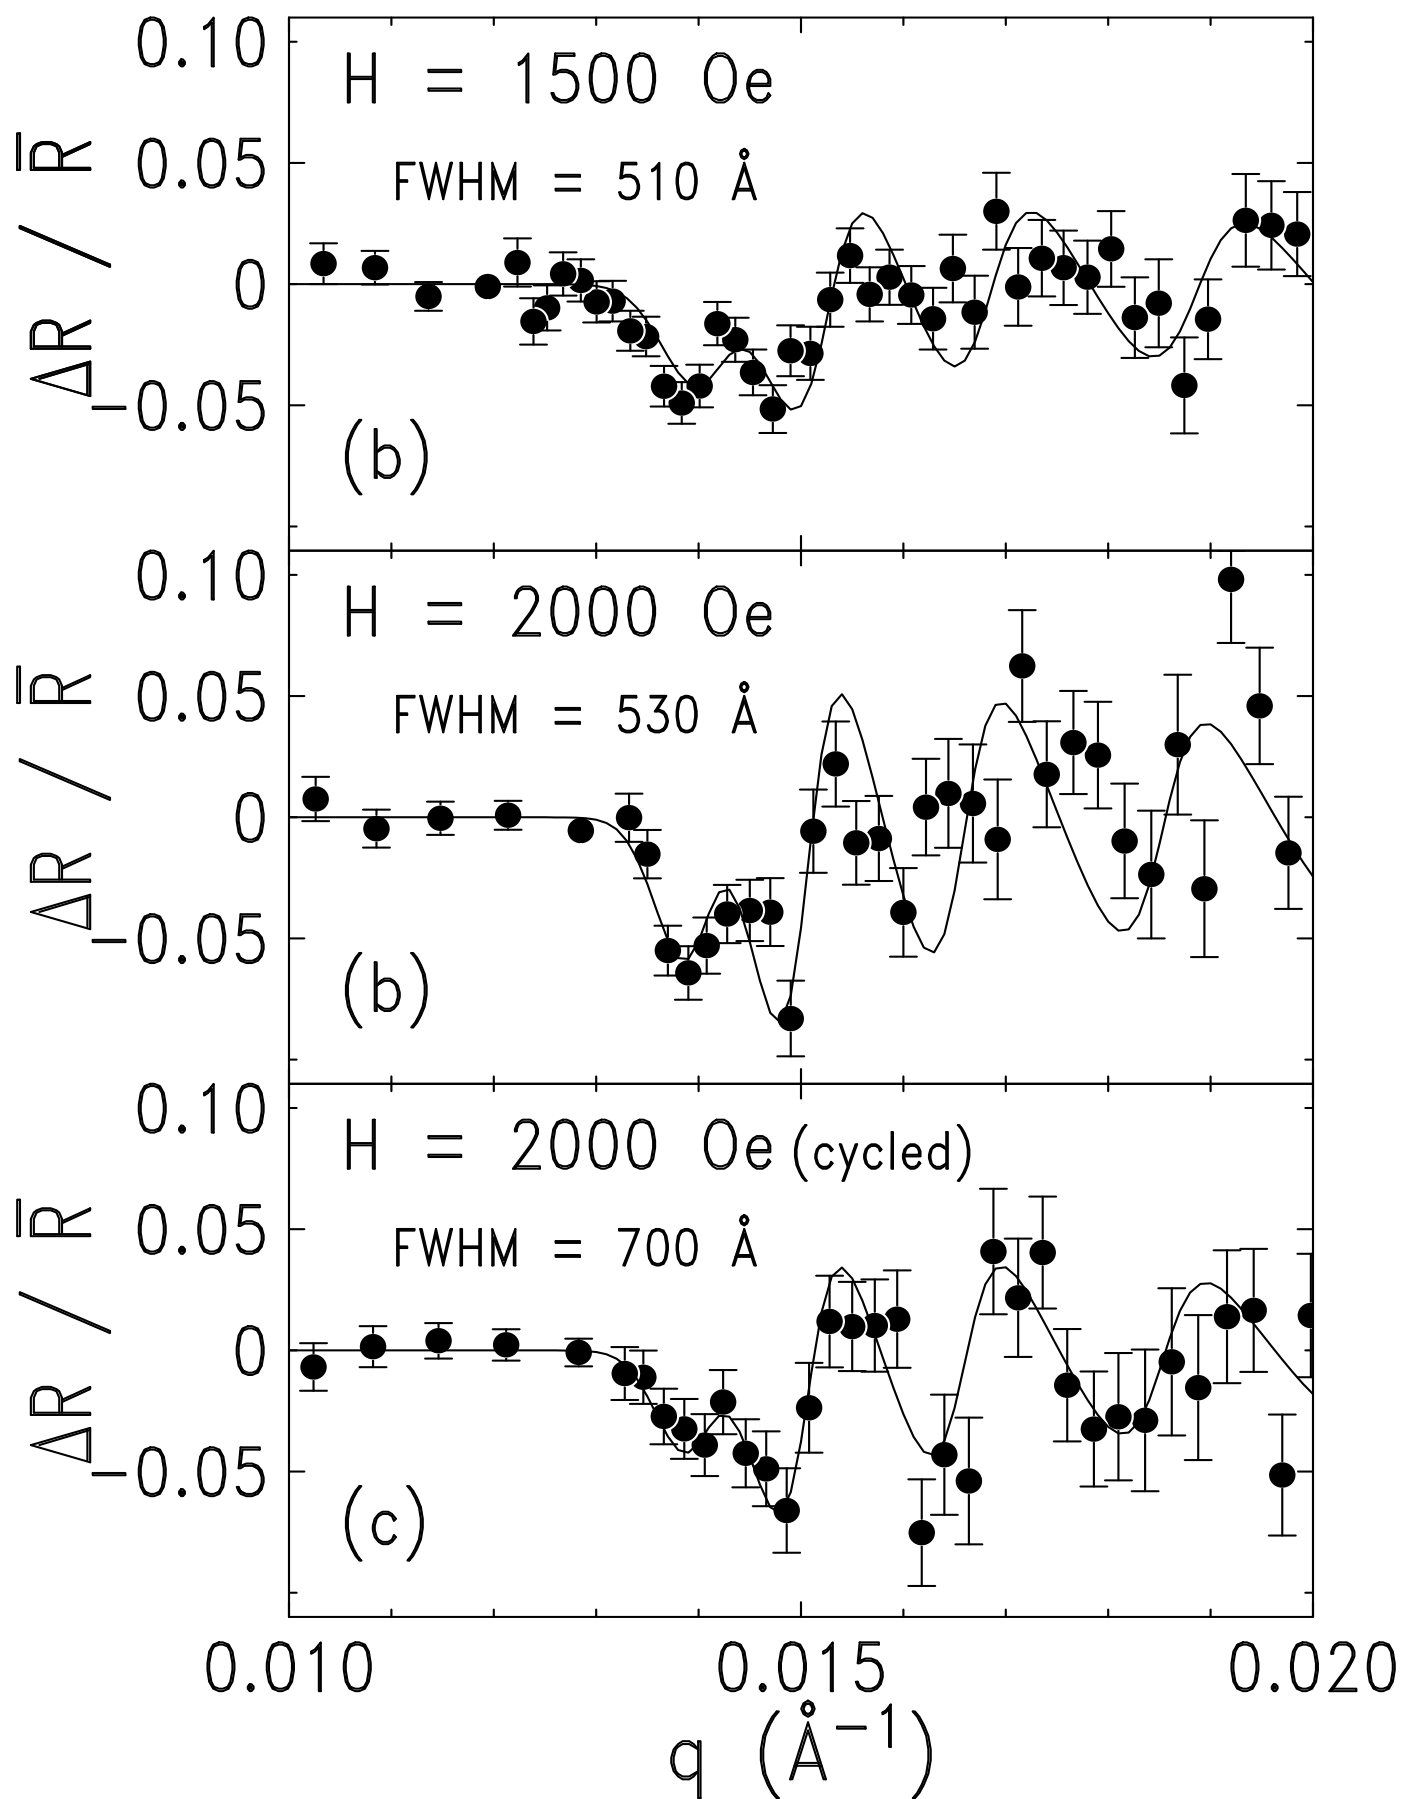 0.10
H = 1500 Oe
0.05
FWHM = 510 Å
0
−0.05
(b)
ΔR / R̅
0.10
H = 2000 Oe
0.05
FWHM = 530 Å
0
−0.05
(b)
ΔR / R̅
0.10
H = 2000 Oe (cycled)
0.05
FWHM = 700 Å
0
−0.05
(c)
ΔR / R̅
0.010 0.015 0.020
q (Å⁻¹)